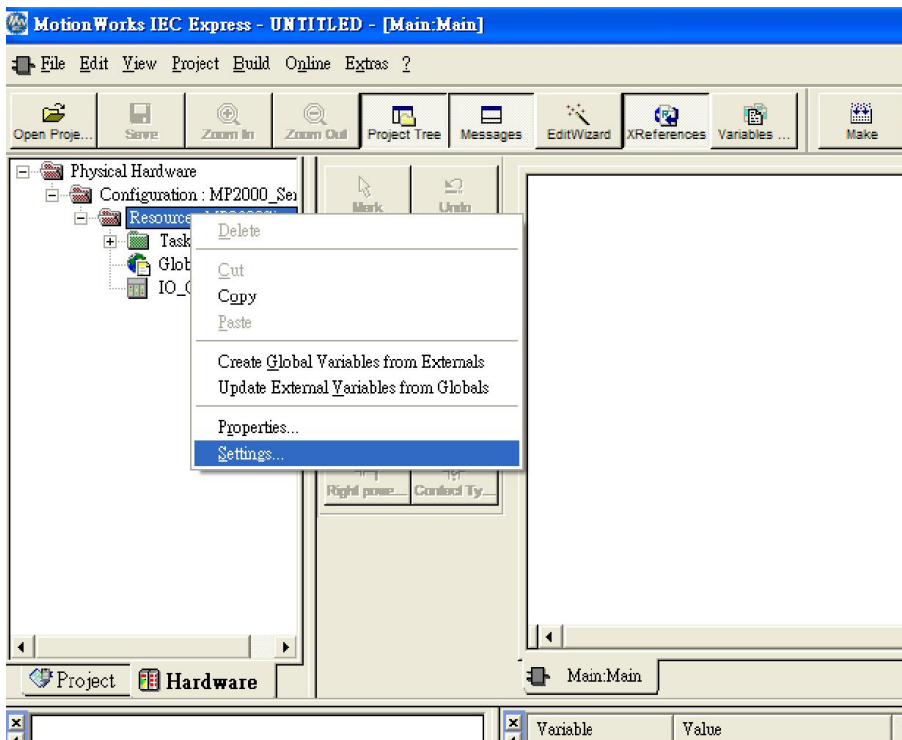 MotionWorks IEC Express - UNTITLED - [Main:Main]
File Edit View Project Build Online Extras ?
Open Proje... Save Zoom In Zoom Out Project Tree Messages EditWizard XReferences Variables ... Make
Physical Hardware
Configuration : MP2000_Ser
Resource
Task
Glob
IO_
Mark Undo
Delete
Cut
Copy
Paste
Create Global Variables from Externals
Update External Variables from Globals
Properties...
Settings...
Right powe... Contact Ty...
Project Hardware
Main:Main
Variable Value